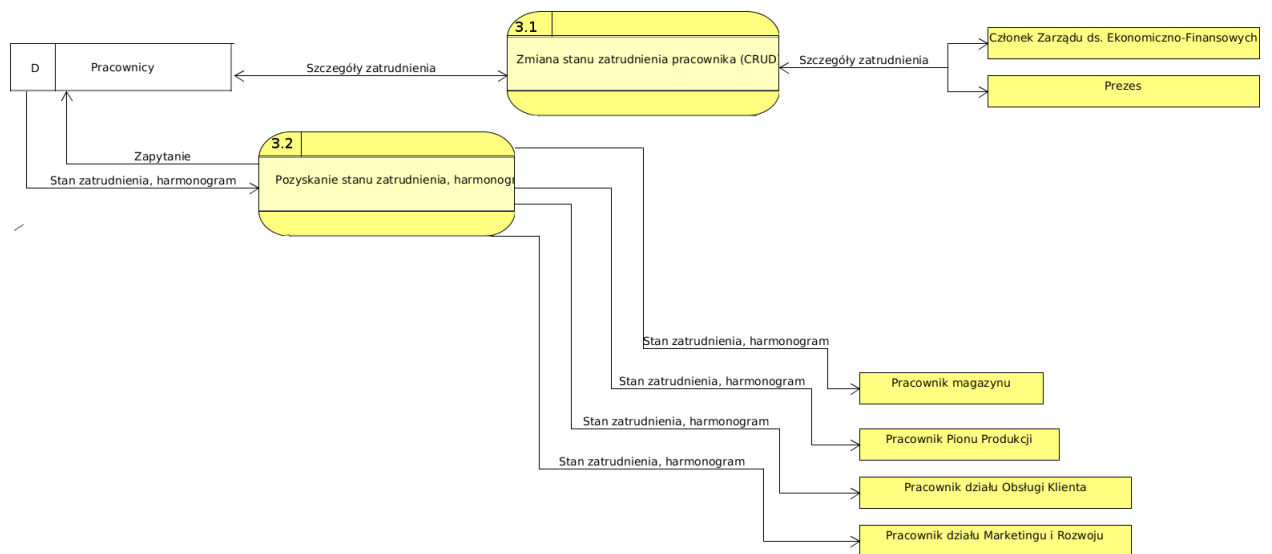 3.1
Członek Zarządu ds. Ekonomiczno-Finansowych
D
Pracownicy
Szczegóły zatrudnienia
Zmiana stanu zatrudnienia pracownika (CRUD
Szczegóły zatrudnienia
Prezes
3.2
Zapytanie
Stan zatrudnienia, harmonogram
Pozyskanie stanu zatrudnienia, harmonogr
Stan zatrudnienia, harmonogram
Pracownik magazynu
Stan zatrudnienia, harmonogram
Pracownik Pionu Produkcji
Stan zatrudnienia, harmonogram
Pracownik działu Obsługi Klienta
Stan zatrudnienia, harmonogram
Pracownik działu Marketingu i Rozwoju